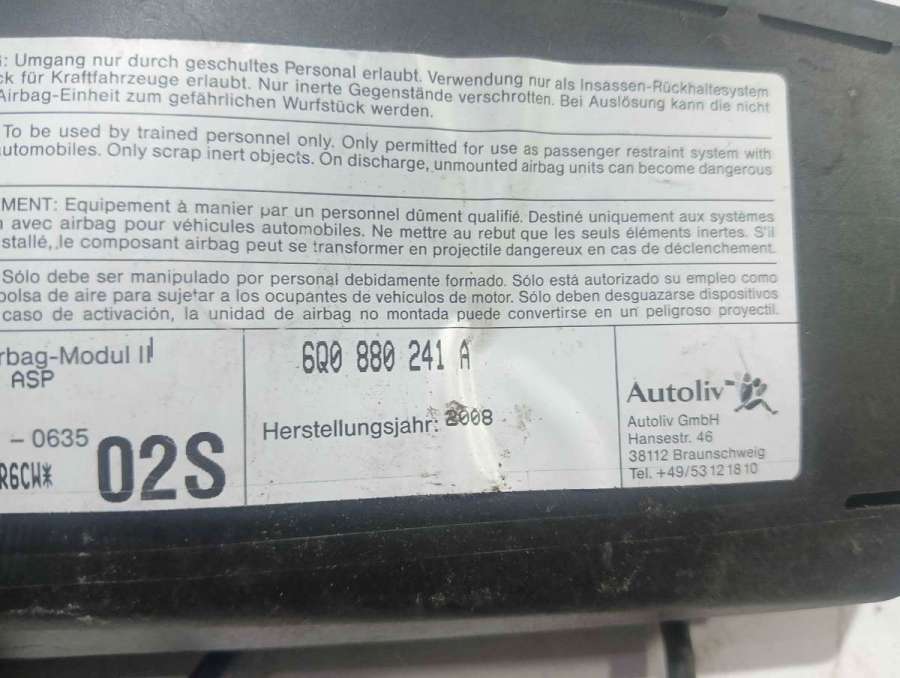 : Umgang nur durch geschultes Personal erlaubt. Verwendung nur als Insassen-Rückhaltesystem
ck für Kraftfahrzeuge erlaubt. Nur inerte Gegenstände verschrotten. Bei Auslösung kann die nicht
Airbag-Einheit zum gefährlichen Wurfstück werden.
To be used by trained personnel only. Only permitted for use as passenger restraint system with
utomobiles. Only scrap inert objects. On discharge, unmounted airbag units can become dangerous
MENT: Equipement à manier par un personnel dûment qualifié. Destiné uniquement aux systèmes
n avec airbag pour véhicules automobiles. Ne mettre au rebut que les seuls éléments inertes. S'il
stallé, le composant airbag peut se transformer en projectile dangereux en cas de déclenchement.
Sólo debe ser manipulado por personal debidamente formado. Sólo está autorizado su empleo como
bolsa de aire para sujetar a los ocupantes de vehículos de motor. Sólo deben desguazarse dispositivos
caso de activación, la unidad de airbag no montada puede convertirse en un peligroso proyectil.
rbag-Modul II
ASP
- 0635
R6CW*
02S
6Q0 880 241 A
Herstellungsjahr: 2008
Autoliv
Autoliv GmbH
Hansestr. 46
38112 Braunschweig
Tel. +49/53121810